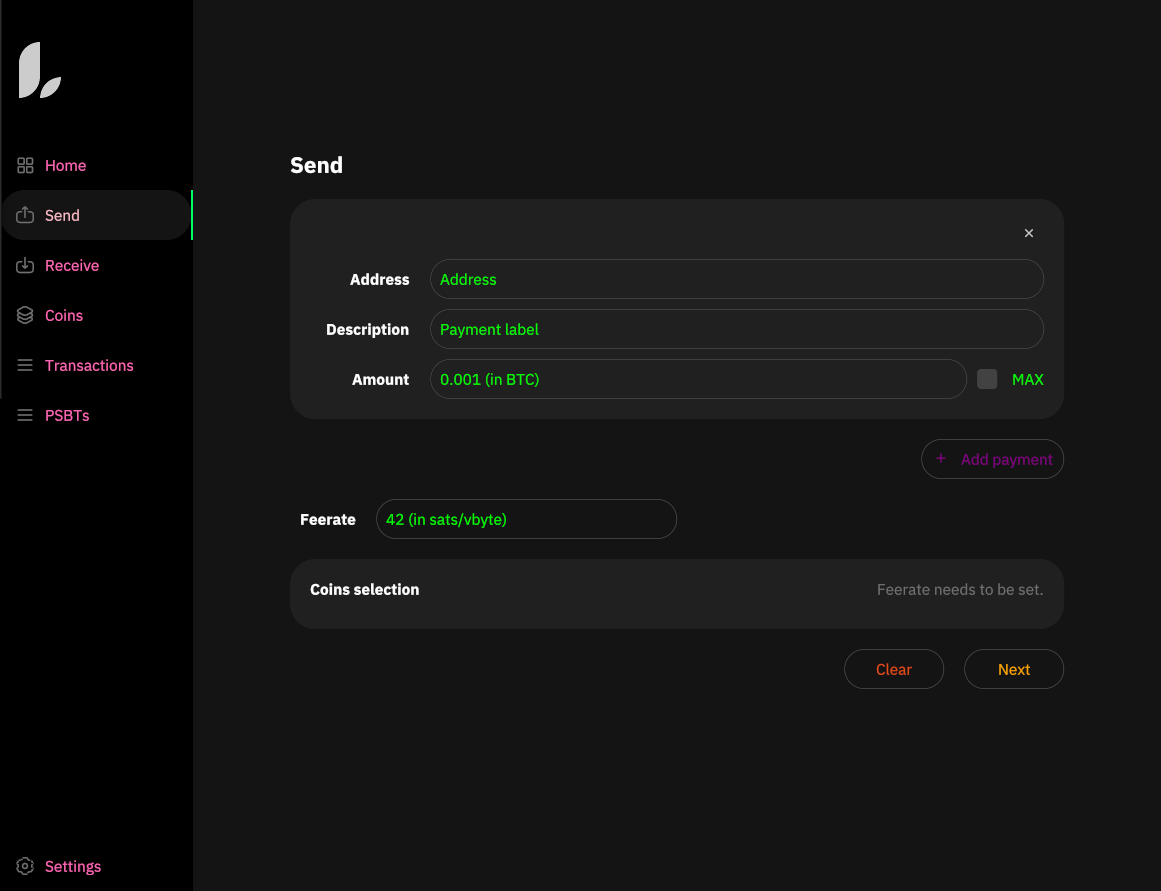 Home
Send
Receive
Coins
Transactions
PSBTs
Settings
Send
Address Address
Description Payment label
Amount 0.001 (in BTC) MAX
+ Add payment
Feerate 42 (in sats/vbyte)
Coins selection Feerate needs to be set.
Clear Next